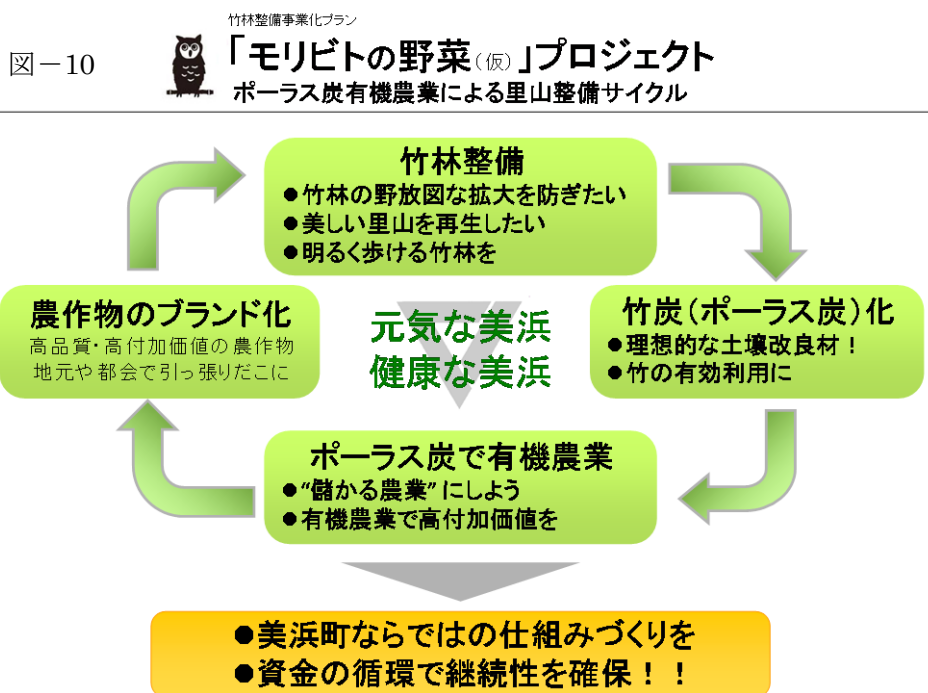 竹林整備事業化プラン
図－10
「モリビトの野菜（仮）」プロジェクト
ポーラス炭有機農業による里山整備サイクル
竹林整備
●竹林の野放図な拡大を防ぎたい
●美しい里山を再生したい
●明るく歩ける竹林を
竹炭（ポーラス炭）化
●理想的な土壌改良材！
●竹の有効利用に
ポーラス炭で有機農業
●“儲かる農業”にしよう
●有機農業で高付加価値を
農作物のブランド化
高品質・高付加価値の農作物
地元や都会で引っ張りだこに
元気な美浜
健康な美浜
●美浜町ならではの仕組みづくりを
●資金の循環で継続性を確保！！